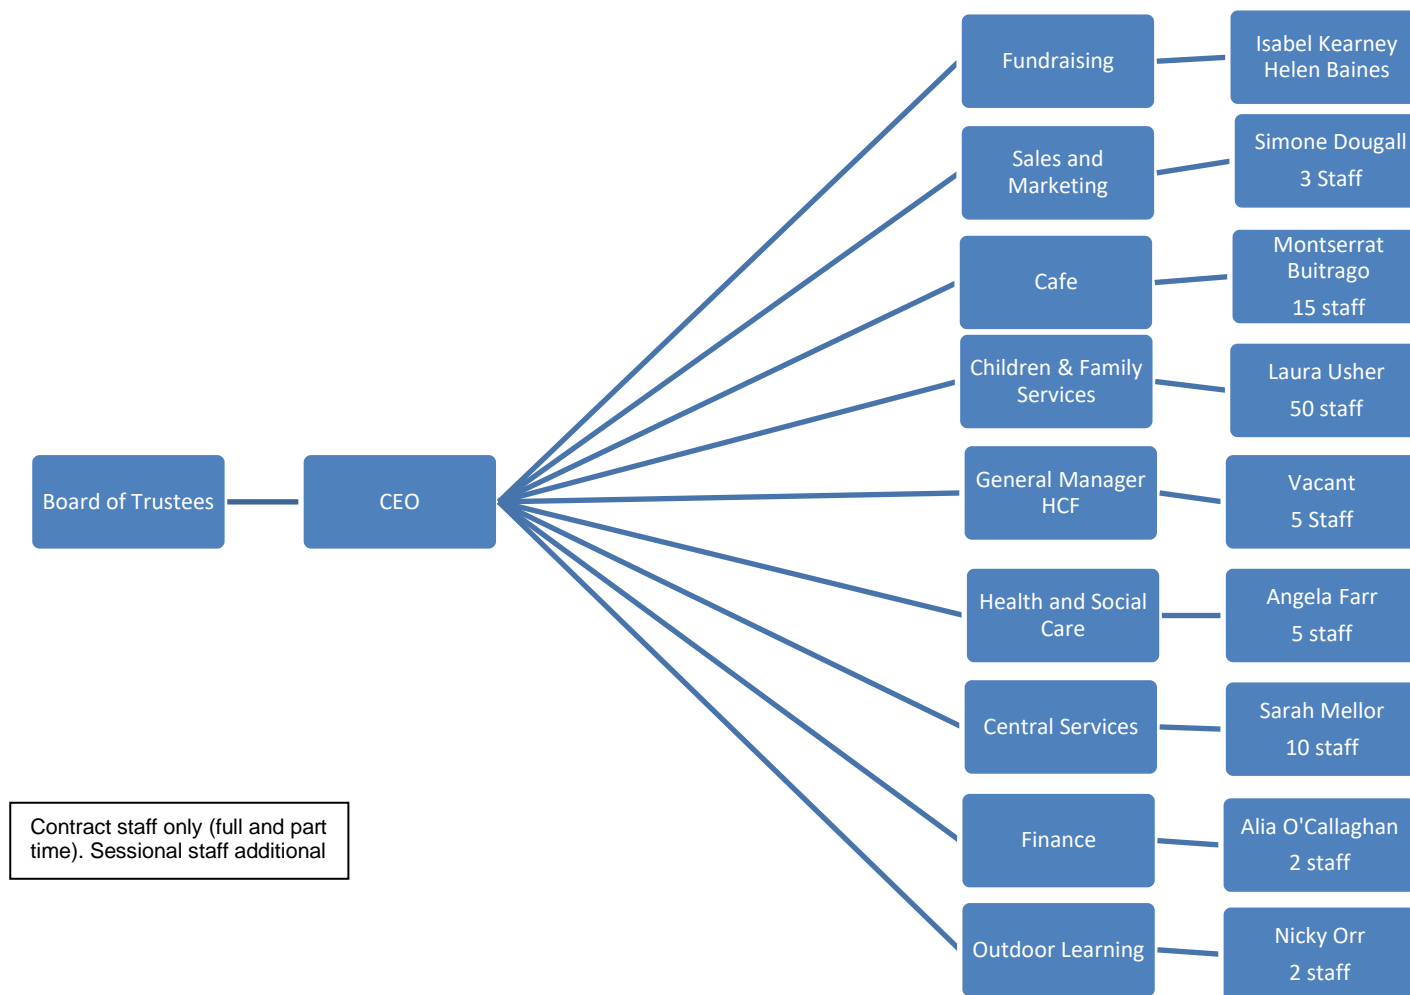 Board of Trustees
CEO
Fundraising
Isabel Kearney
Helen Baines
Sales and
Marketing
Simone Dougall
3 Staff
Cafe
Montserrat
Buitrago
15 staff
Children & Family
Services
Laura Usher
50 staff
General Manager
HCF
Vacant
5 Staff
Health and Social
Care
Angela Farr
5 staff
Central Services
Sarah Mellor
10 staff
Finance
Alia O'Callaghan
2 staff
Outdoor Learning
Nicky Orr
2 staff
Contract staff only (full and part
time). Sessional staff additional